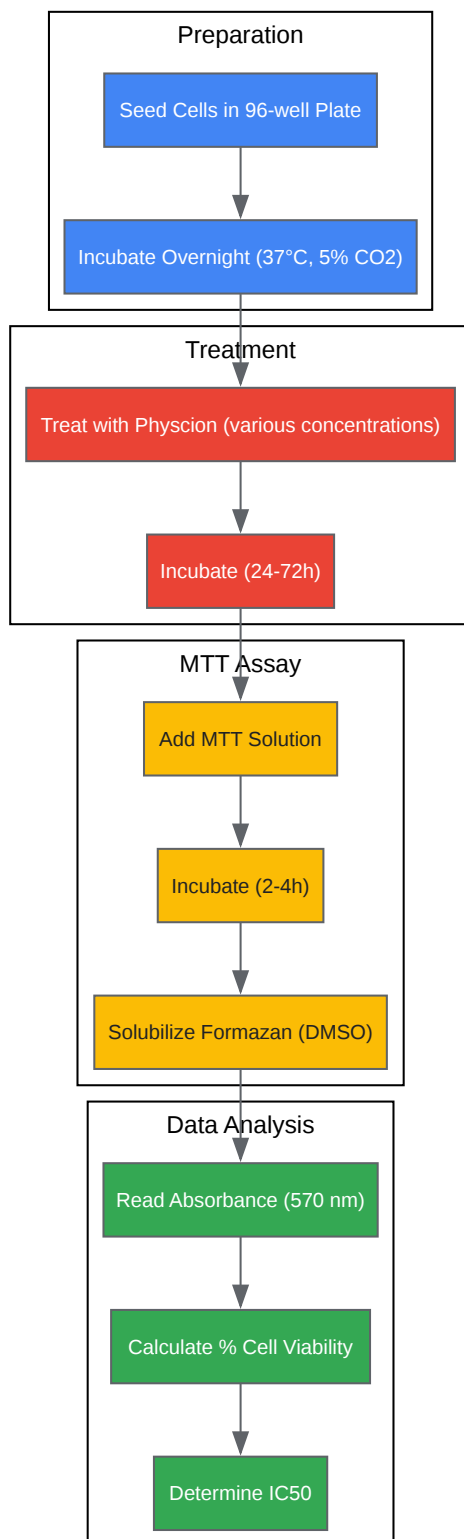 Preparation
Seed Cells in 96-well Plate
Incubate Overnight (37°C, 5% CO2)
Treatment
Treat with Physcion (various concentrations)
Incubate (24-72h)
MTT Assay
Add MTT Solution
Incubate (2-4h)
Solubilize Formazan (DMSO)
Data Analysis
Read Absorbance (570 nm)
Calculate % Cell Viability
Determine IC50